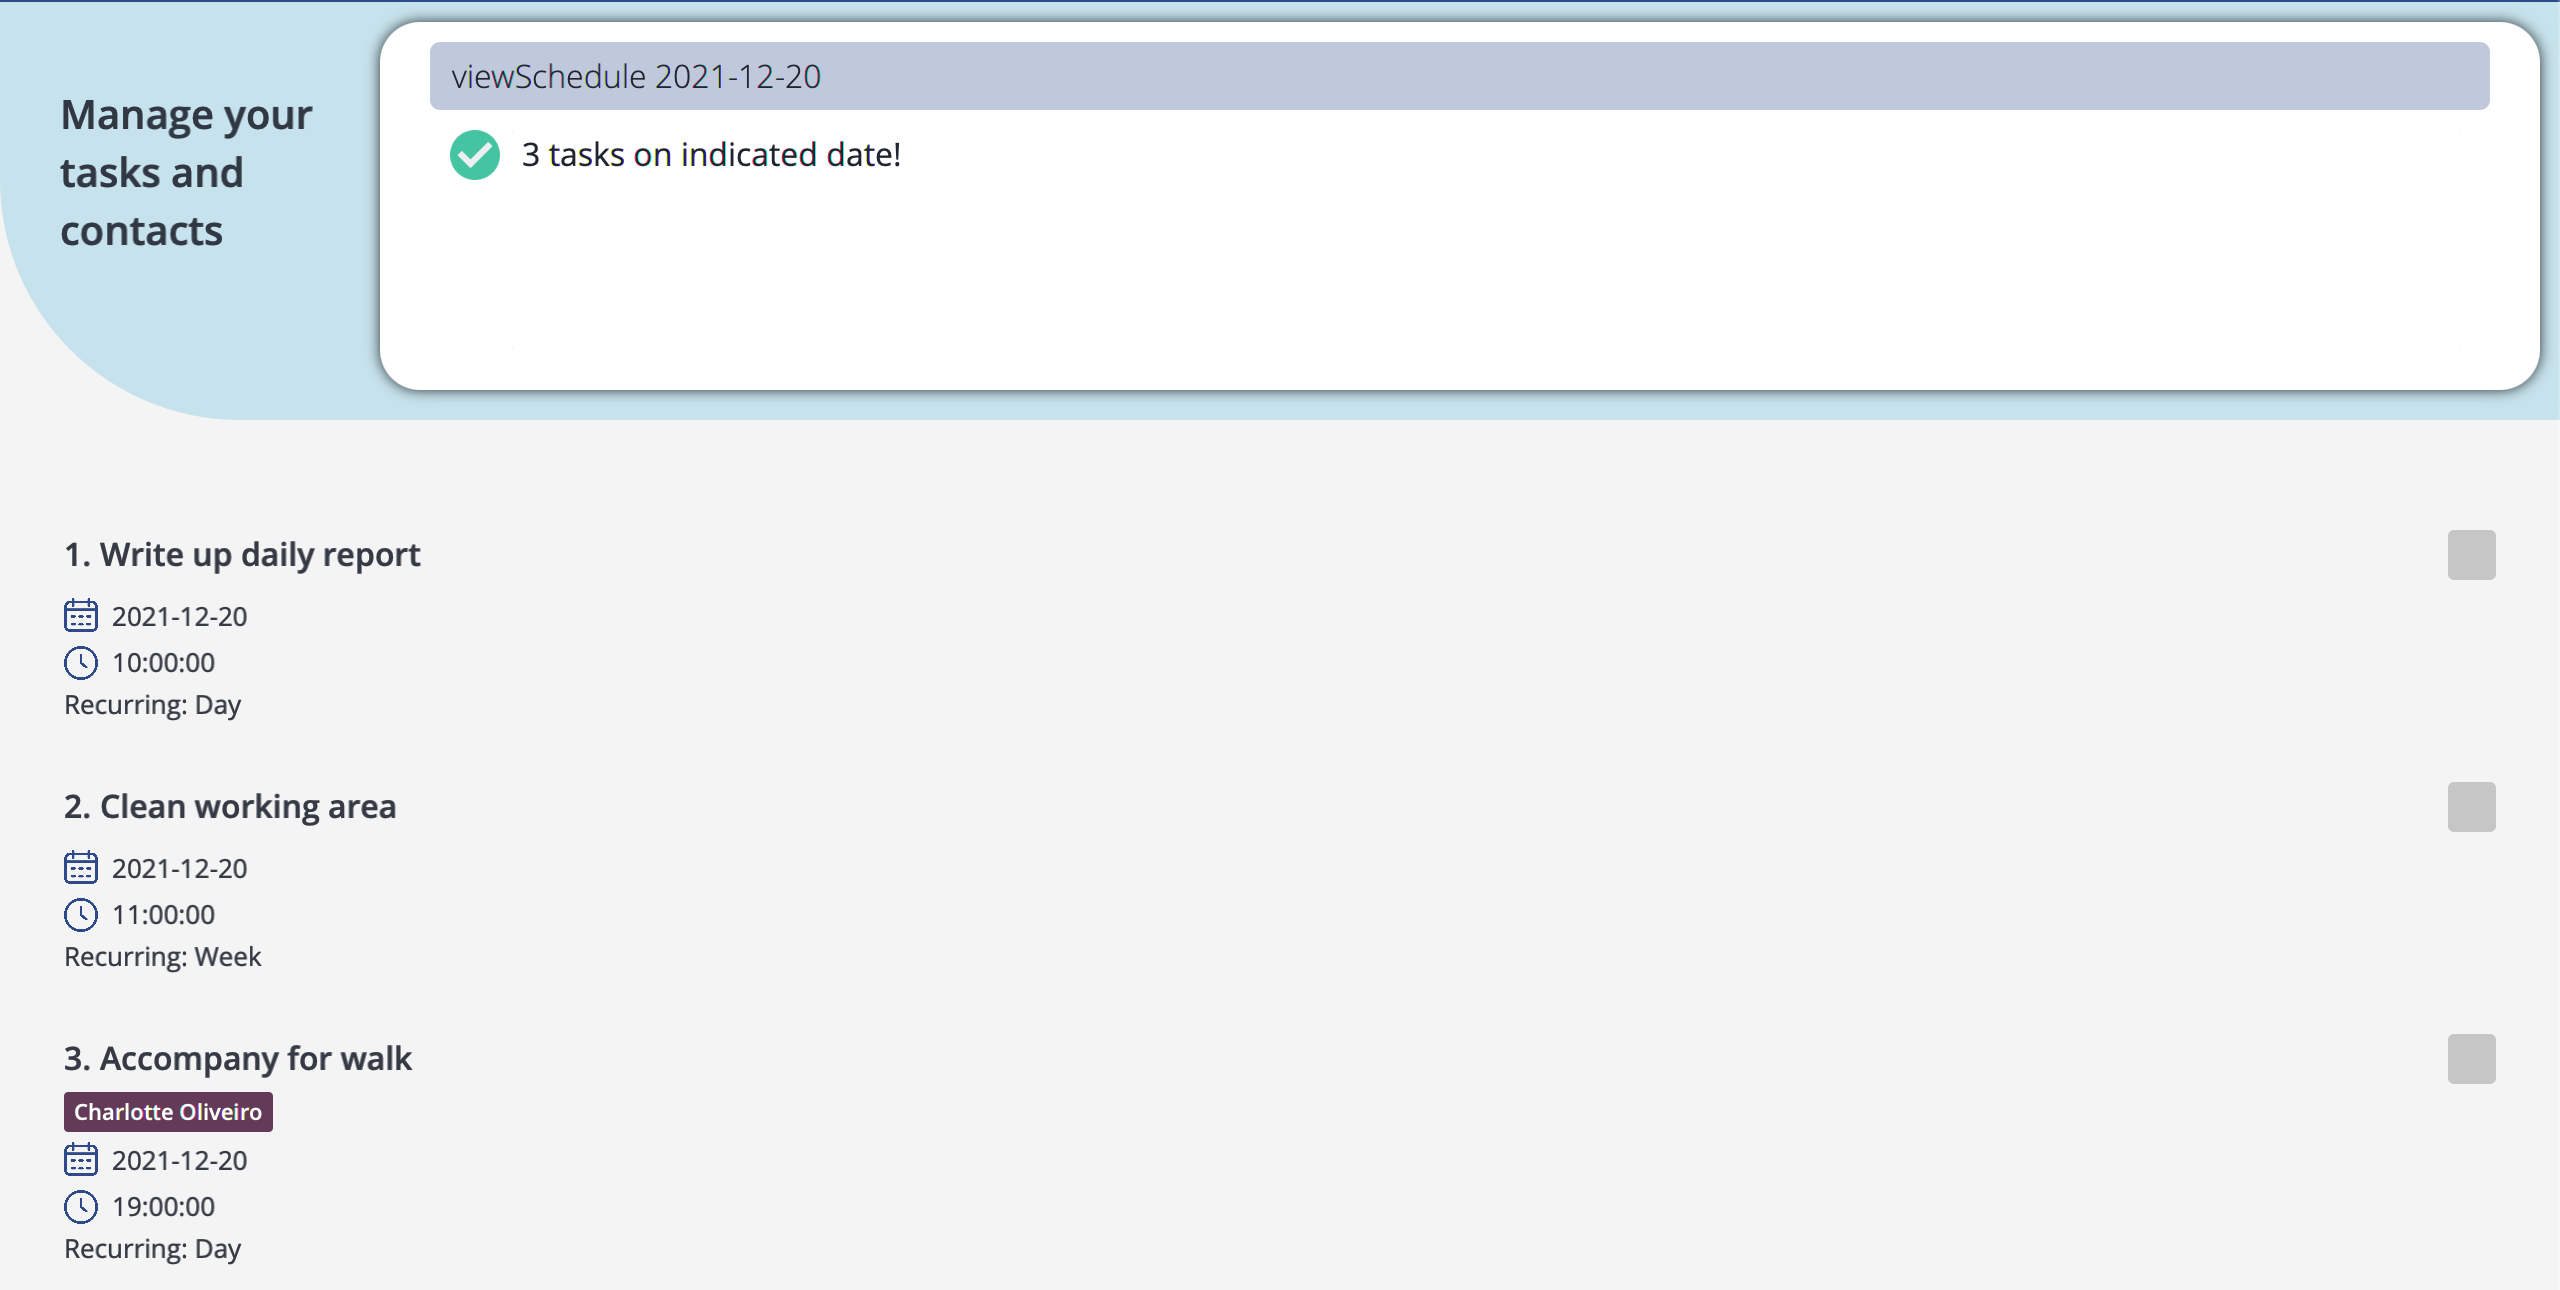 Manage your
tasks and
contacts
viewSchedule 2021-12-20
3 tasks on indicated date!
1. Write up daily report
2021-12-20
10:00:00
Recurring: Day
2. Clean working area
2021-12-20
11:00:00
Recurring: Week
3. Accompany for walk
Charlotte Oliveiro
2021-12-20
19:00:00
Recurring: Day